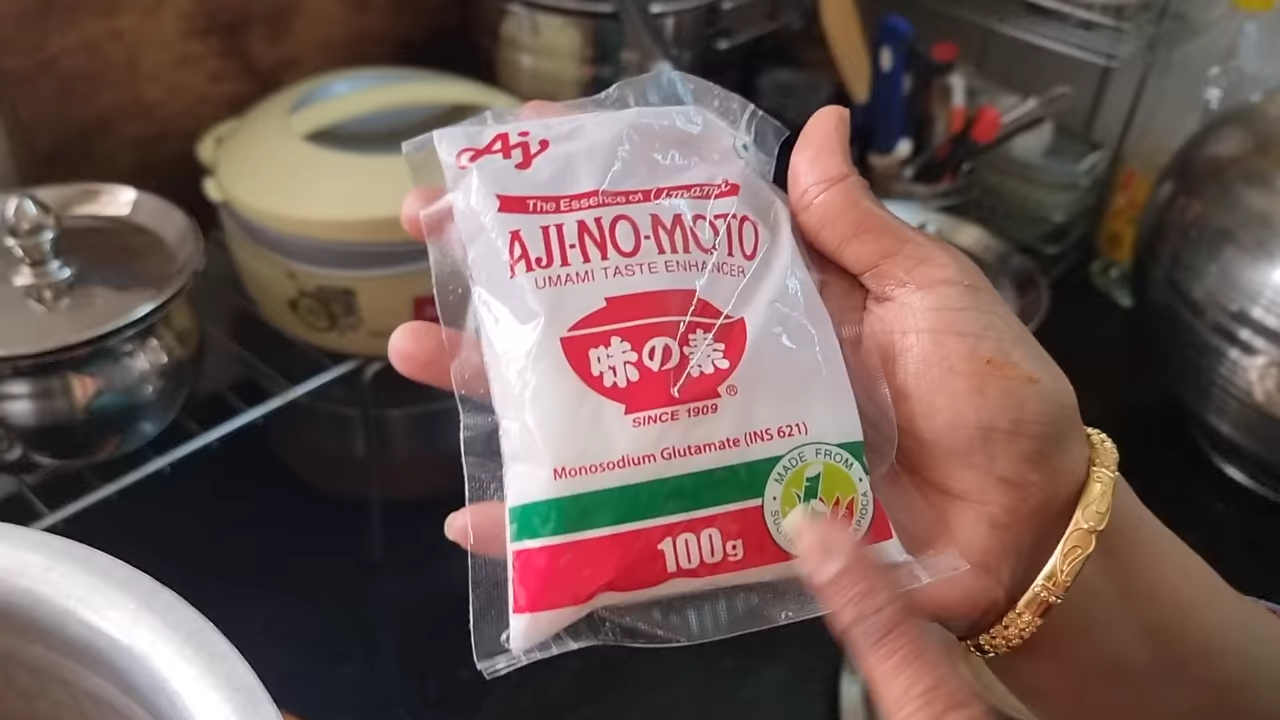 Aj
The Essence of Umami
AJI-NO-MOTO
UMAMI TASTE ENHANCER
味の素
®
SINCE 1909
Monosodium Glutamate (INS 621)
MADE FROM
100g